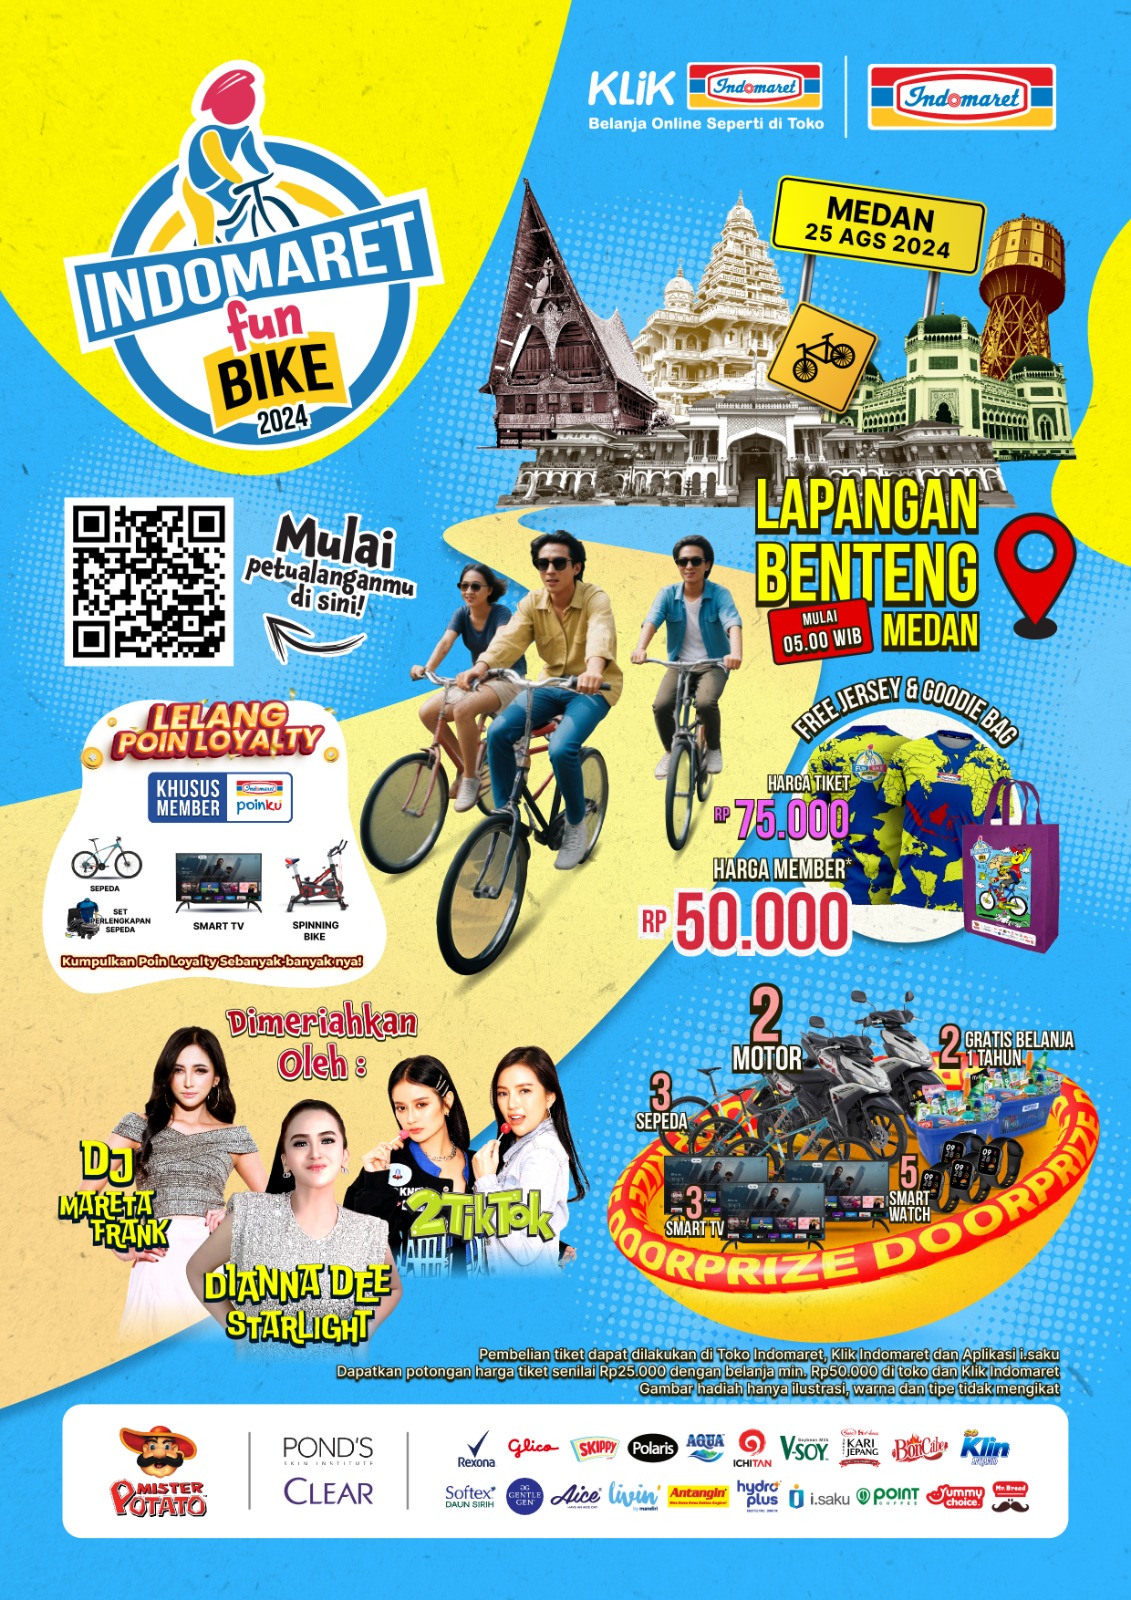 KLiK Indomaret
Belanja Online Seperti di Toko
Indomaret
INDOMARET
fun
BIKE
2024
MEDAN
25 AGS 2024
LAPANGAN
BENTENG
MEDAN
MULAI
05.00 WIB
Mulai
petualanganmu
di sini!
LELANG
POIN LOYALTY
KHUSUS
MEMBER
Indomaret
poinku
SEPEDA
SET
PERLENGKAPAN
SEPEDA
SMART TV
SPINNING
BIKE
Kumpulkan Poin Loyalty Sebanyak-banyak nya!
FREE JERSEY & GOODIE BAG
HARGA TIKET
RP 75.000
HARGA MEMBER*
RP 50.000
Dimeriahkan
Oleh :
DJ
MARETA
FRANK
DIANNA DEE
STARLIGHT
2TikTok
2
MOTOR
2 GRATIS BELANJA
1 TAHUN
3
SEPEDA
3
SMART TV
5
SMART
WATCH
DOORPRIZE DOORPRIZE
Pembelian tiket dapat dilakukan di Toko Indomaret, Klik Indomaret dan Aplikasi i.saku
Dapatkan potongan harga tiket senilai Rp25.000 dengan belanja min. Rp50.000 di toko dan Klik Indomaret
Gambar hadiah hanya ilustrasi, warna dan tipe tidak mengikat
MISTER
POTATO
POND'S
SKIN INSTITUTE
CLEAR
Rexona
Glico
SKIPPY
Polaris
AQUA
ICHITAN
V-SOY
KARI
JEPANG
BonCabe
So Klin
Softex
DAUN SIRIH
GENTLE
GEN
Aice
livin'
by mandiri
Antangin
hydro
plus
i.saku
POINT
COFFEE
Yummy
choice
Mr. Bread